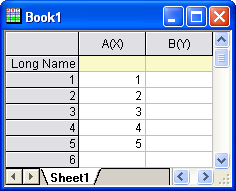 Book1
A(X) B(Y)
Long Name
1 1
2 2
3 3
4 4
5 5
6
Sheet1